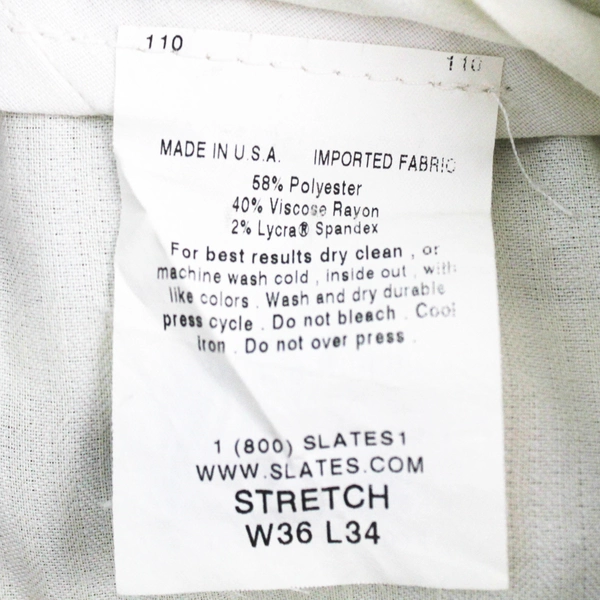 110 110
MADE IN U.S.A. IMPORTED FABRIC
58% Polyester
40% Viscose Rayon
2% Lycra® Spandex
For best results dry clean , or
machine wash cold , inside out , with
like colors . Wash and dry durable
press cycle . Do not bleach . Cool
Iron . Do not over press .
1 (800) SLATES1
WWW.SLATES.COM
STRETCH
W36 L34